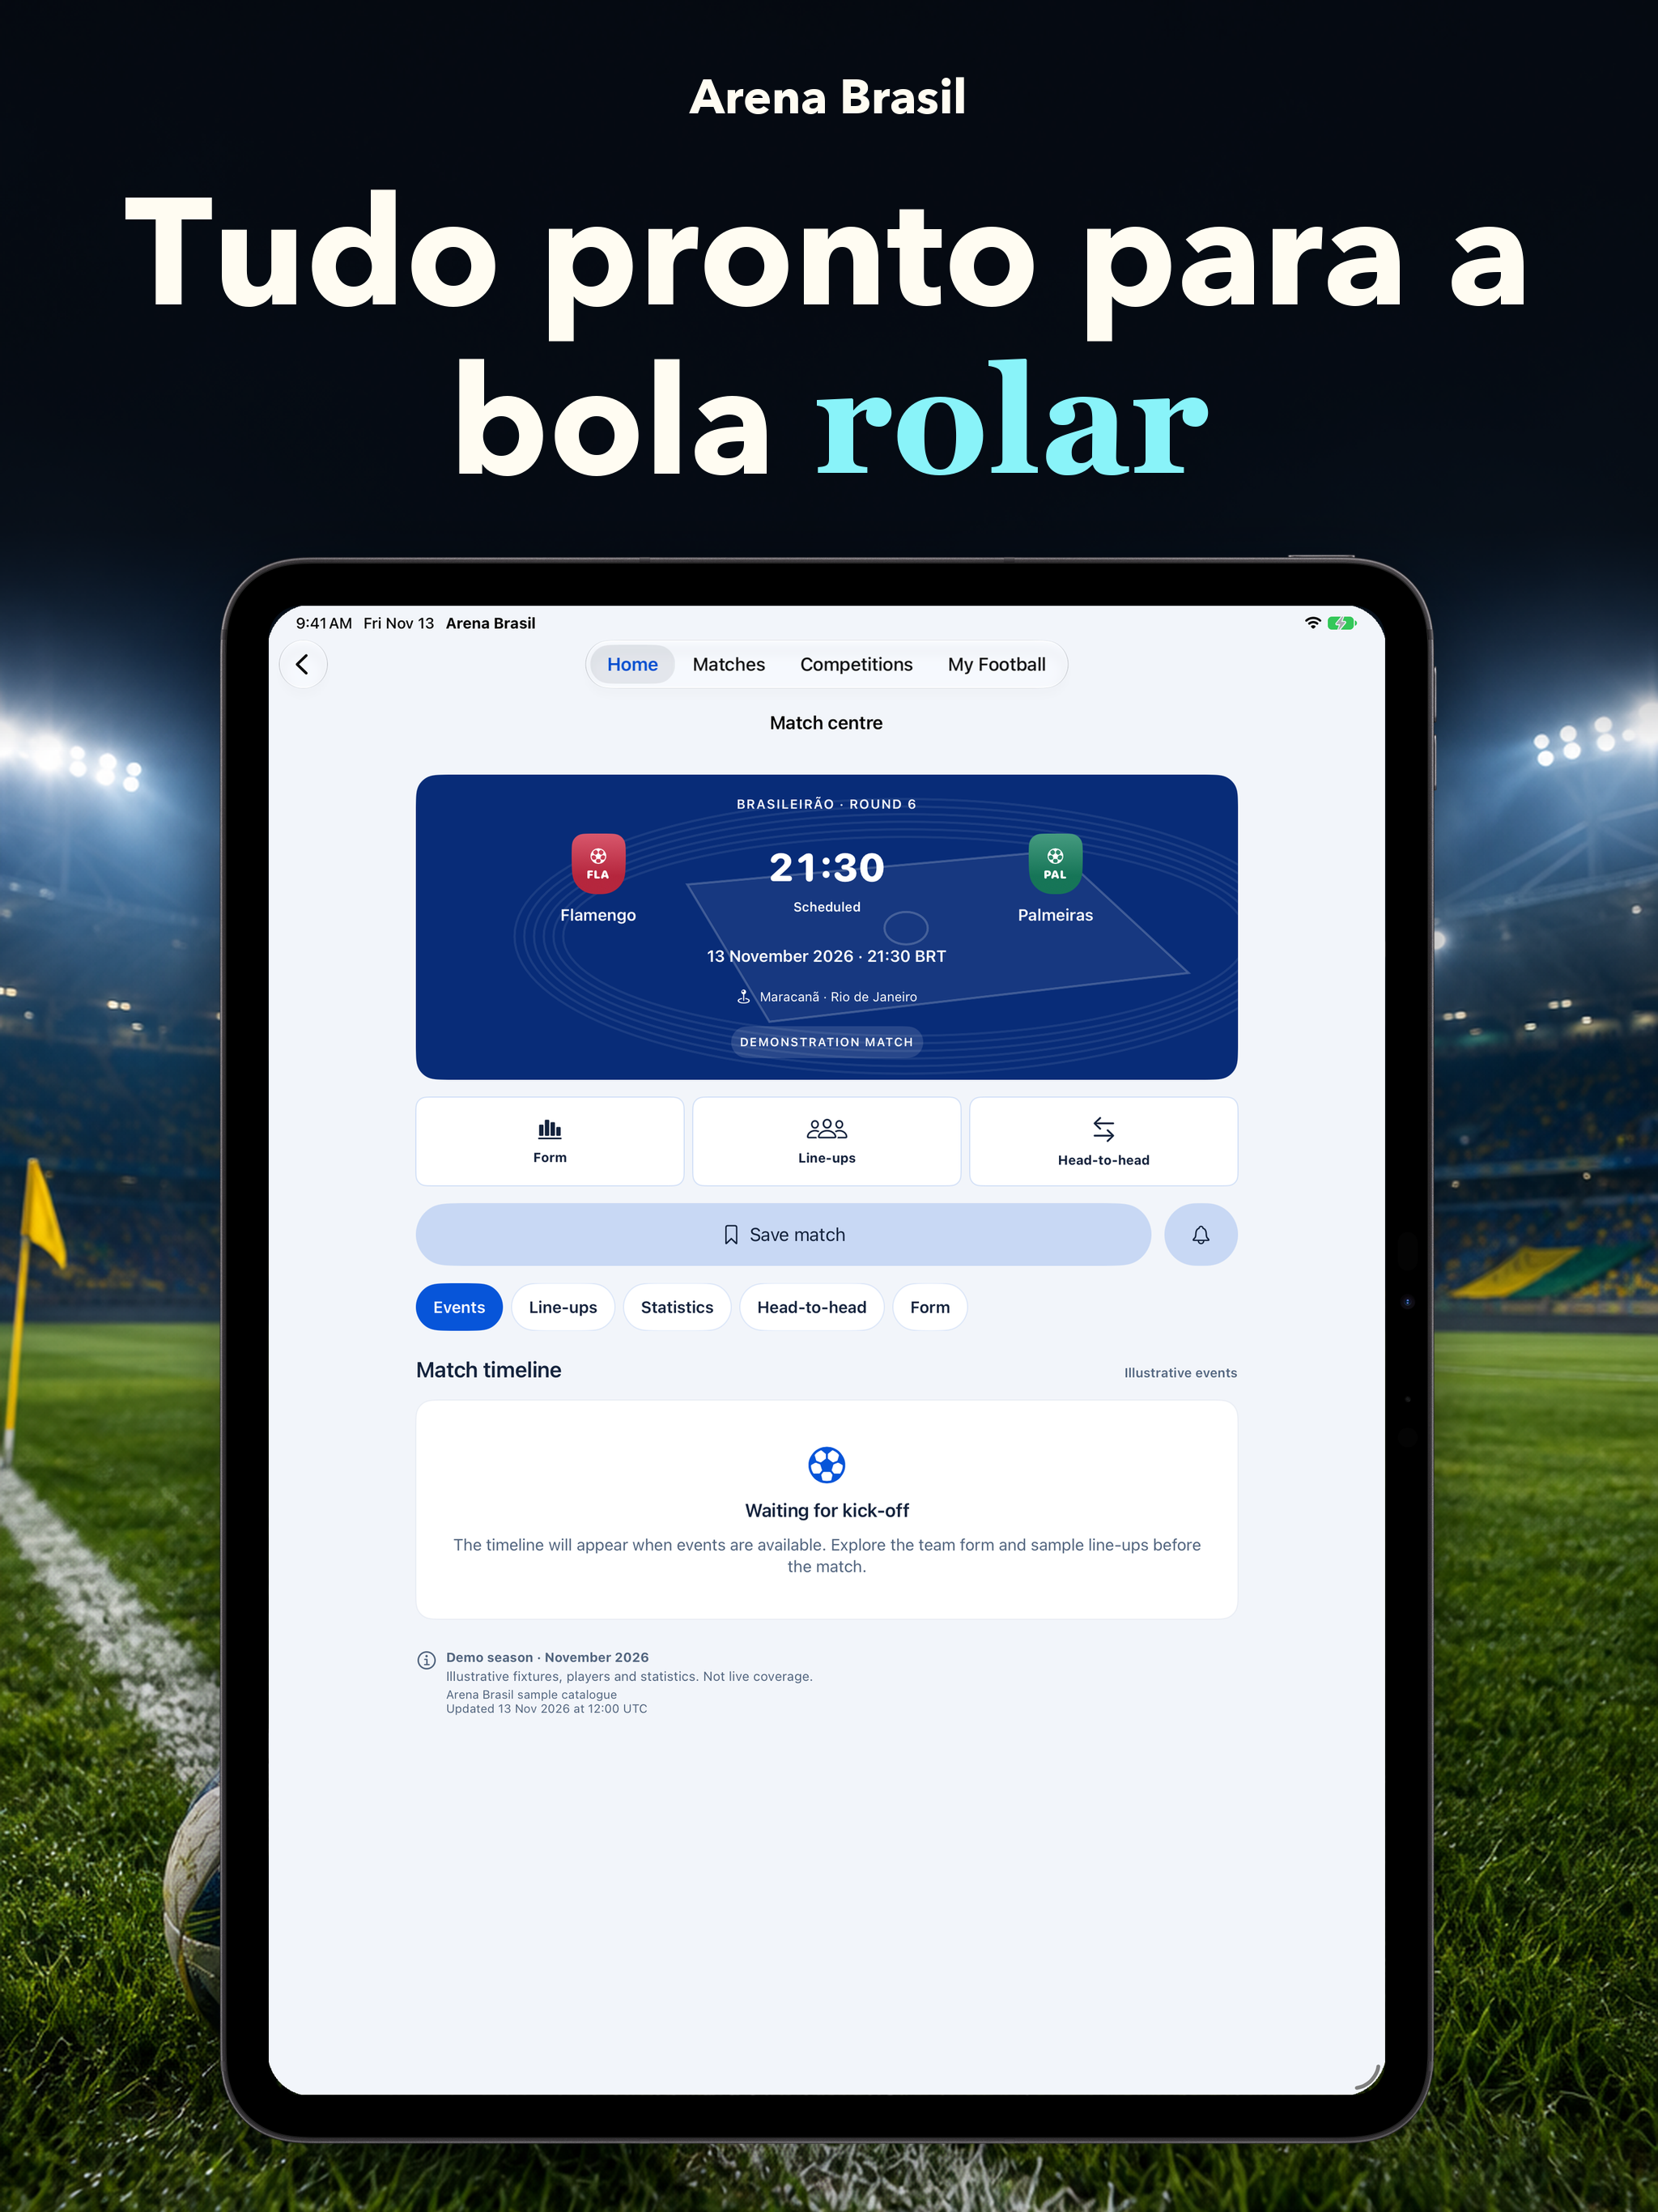 Arena Brasil
Tudo pronto para a
bola rolar
9:41 AM Fri Nov 13 Arena Brasil
Home Matches Competitions My Football
Match centre
BRASILEIRÃO · ROUND 6
FLA
Flamengo
21:30
Scheduled
PAL
Palmeiras
13 November 2026 · 21:30 BRT
Maracanã · Rio de Janeiro
DEMONSTRATION MATCH
Form
Line-ups
Head-to-head
Save match
Events Line-ups Statistics Head-to-head Form
Match timeline
Illustrative events
Waiting for kick-off
The timeline will appear when events are available. Explore the team form and sample line-ups before
the match.
Demo season · November 2026
Illustrative fixtures, players and statistics. Not live coverage.
Arena Brasil sample catalogue
Updated 13 Nov 2026 at 12:00 UTC